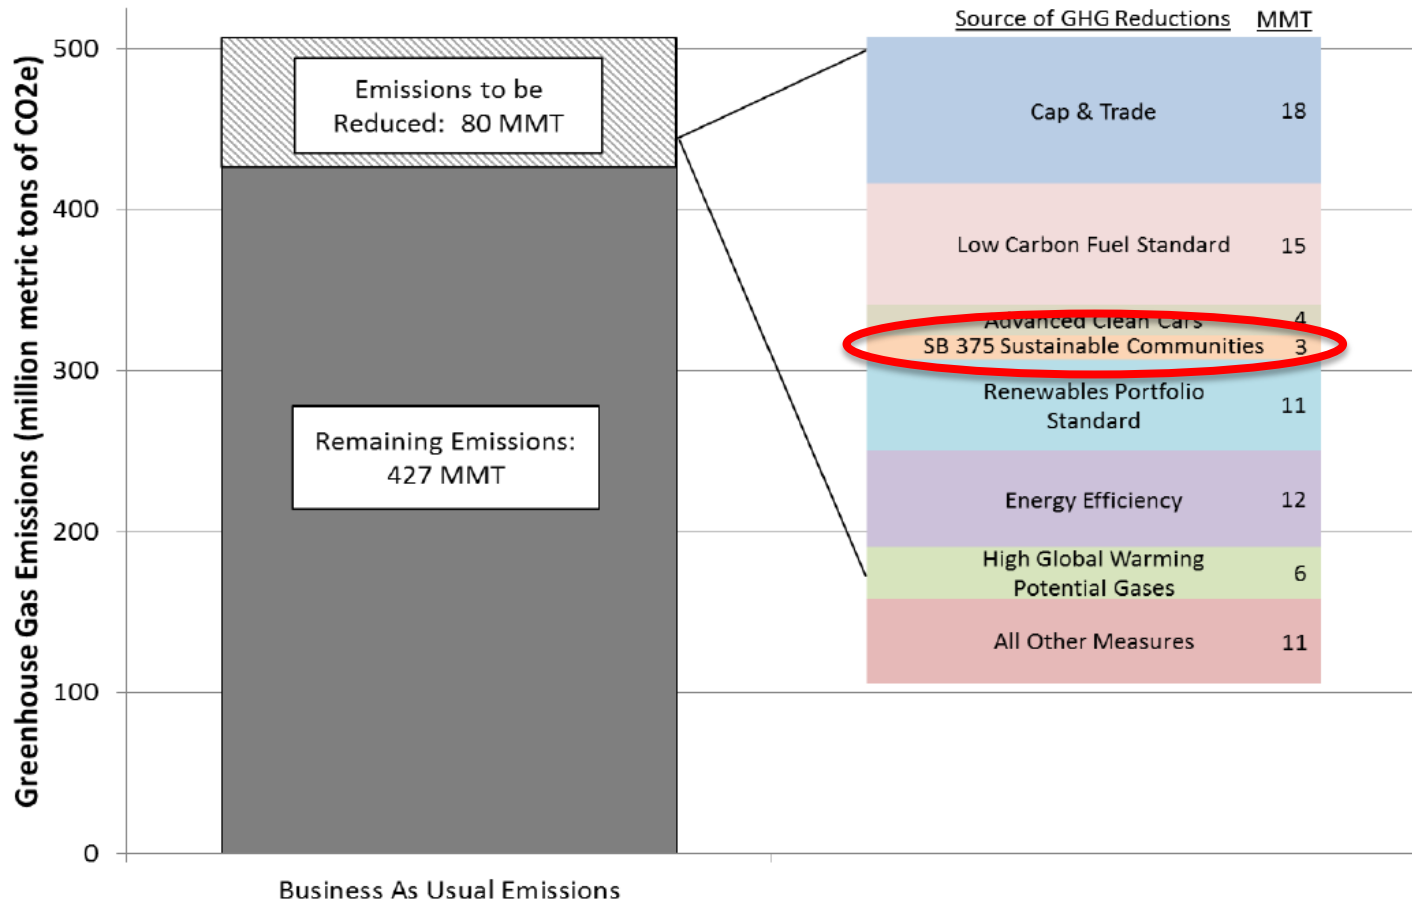 Greenhouse Gas Emissions (million metric tons of CO2e)
500
400
300
200
100
0
Emissions to be
Reduced: 80 MMT
Remaining Emissions:
427 MMT
Business As Usual Emissions
Source of GHG Reductions MMT
Cap & Trade 18
Low Carbon Fuel Standard 15
Advanced Clean Cars 4
SB 375 Sustainable Communities 3
Renewables Portfolio
Standard 11
Energy Efficiency 12
High Global Warming
Potential Gases 6
All Other Measures 11